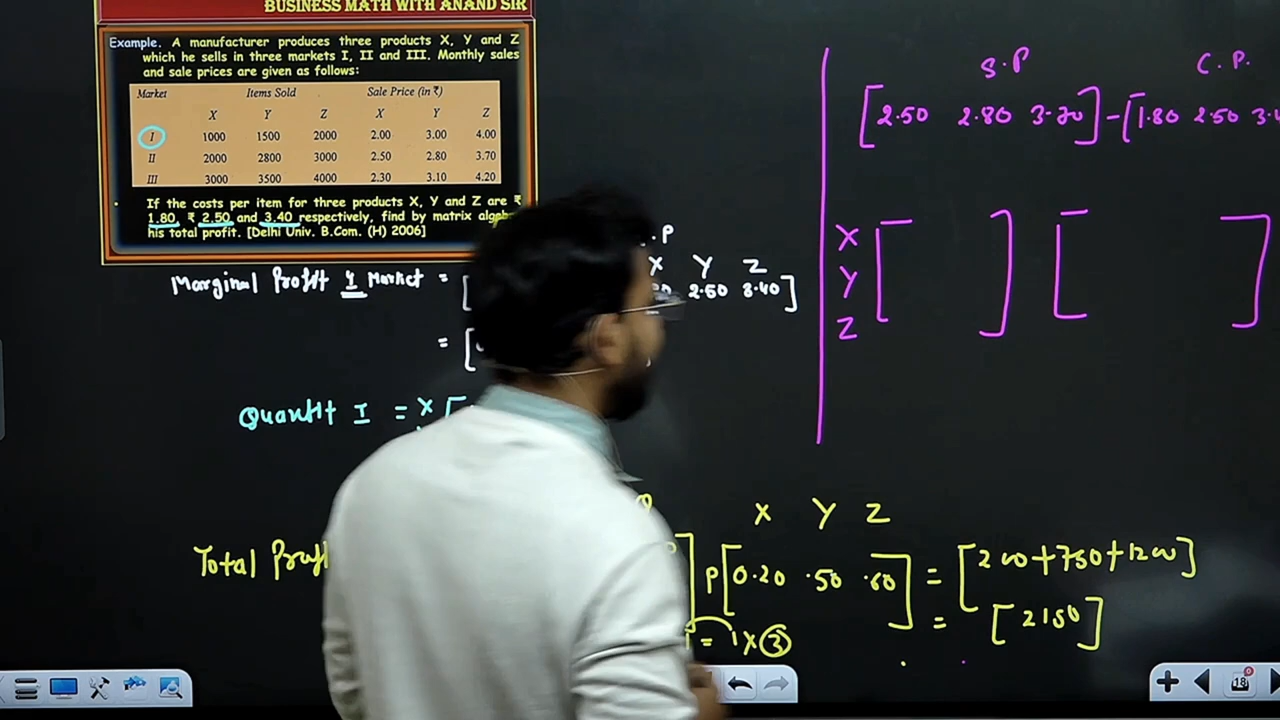 BUSINESS MATH WITH ANAND SIR
Example. A manufacturer produces three products X, Y and Z
which he sells in three markets I, II and III. Monthly sales
and sale prices are given as follows:
Market Items Sold Sale Price (in ₹)
X Y Z X Y Z
I 1000 1500 2000 2.00 3.00 4.00
II 2000 2800 3000 2.50 2.80 3.70
III 3000 3500 4000 2.30 3.10 4.20
If the costs per item for three products X, Y and Z are ₹
1.80, ₹ 2.50 and 3.40 respectively, find by matrix
his total profit. [Delhi Univ. B.Com. (H) 2006]
.P
X Y Z
Marginal Profit I Market = [ 2.50 3.40 ]
= [
Quantit I = X [
X Y Z
Total P [0.20 .50 .60] = [200+750+1200]
= 1 X 3 = [2150]
S.P C.P.
[2.50 2.80 3.70] - [1.80 2.50
X [ ] [ ]
Y
Z
18